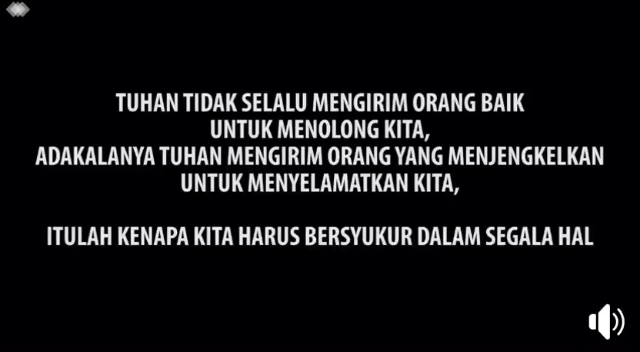 TUHAN TIDAK SELALU MENGIRIM ORANG BAIK
UNTUK MENOLONG KITA,
ADAKALANYA TUHAN MENGIRIM ORANG YANG MENJENGKELKAN
UNTUK MENYELAMATKAN KITA,
ITULAH KENAPA KITA HARUS BERSYUKUR DALAM SEGALA HAL